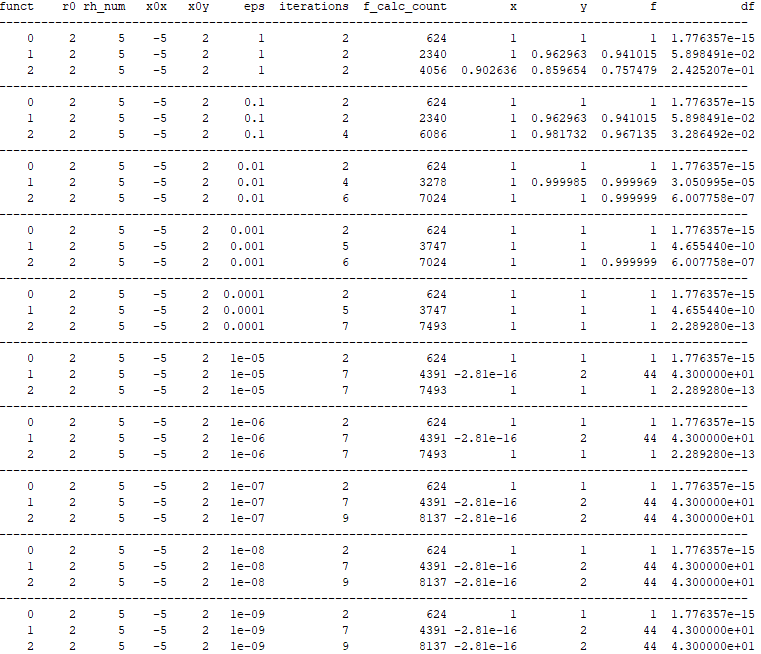 funct r0 rh_num x0x x0y eps iterations f_calc_count x y f df
--------------------------------------------------------------------------------
0 2 5 -5 2 1 2 624 1 1 1 1.776357e-15
1 2 5 -5 2 1 2 2340 1 0.962963 0.941015 5.898491e-02
2 2 5 -5 2 1 2 4056 0.902636 0.859654 0.757479 2.425207e-01
--------------------------------------------------------------------------------
0 2 5 -5 2 0.1 2 624 1 1 1 1.776357e-15
1 2 5 -5 2 0.1 2 2340 1 0.962963 0.941015 5.898491e-02
2 2 5 -5 2 0.1 4 6086 1 0.981732 0.967135 3.286492e-02
--------------------------------------------------------------------------------
0 2 5 -5 2 0.01 2 624 1 1 1 1.776357e-15
1 2 5 -5 2 0.01 4 3278 1 0.999985 0.999969 3.050995e-05
2 2 5 -5 2 0.01 6 7024 1 1 0.999999 6.007758e-07
--------------------------------------------------------------------------------
0 2 5 -5 2 0.001 2 624 1 1 1 1.776357e-15
1 2 5 -5 2 0.001 5 3747 1 1 1 4.655440e-10
2 2 5 -5 2 0.001 6 7024 1 1 0.999999 6.007758e-07
--------------------------------------------------------------------------------
0 2 5 -5 2 0.0001 2 624 1 1 1 1.776357e-15
1 2 5 -5 2 0.0001 5 3747 1 1 1 4.655440e-10
2 2 5 -5 2 0.0001 7 7493 1 1 1 2.289280e-13
--------------------------------------------------------------------------------
0 2 5 -5 2 1e-05 2 624 1 1 1 1.776357e-15
1 2 5 -5 2 1e-05 7 4391 -2.81e-16 2 44 4.300000e+01
2 2 5 -5 2 1e-05 7 7493 1 1 1 2.289280e-13
--------------------------------------------------------------------------------
0 2 5 -5 2 1e-06 2 624 1 1 1 1.776357e-15
1 2 5 -5 2 1e-06 7 4391 -2.81e-16 2 44 4.300000e+01
2 2 5 -5 2 1e-06 7 7493 1 1 1 2.289280e-13
--------------------------------------------------------------------------------
0 2 5 -5 2 1e-07 2 624 1 1 1 1.776357e-15
1 2 5 -5 2 1e-07 7 4391 -2.81e-16 2 44 4.300000e+01
2 2 5 -5 2 1e-07 9 8137 -2.81e-16 2 44 4.300000e+01
--------------------------------------------------------------------------------
0 2 5 -5 2 1e-08 2 624 1 1 1 1.776357e-15
1 2 5 -5 2 1e-08 7 4391 -2.81e-16 2 44 4.300000e+01
2 2 5 -5 2 1e-08 9 8137 -2.81e-16 2 44 4.300000e+01
--------------------------------------------------------------------------------
0 2 5 -5 2 1e-09 2 624 1 1 1 1.776357e-15
1 2 5 -5 2 1e-09 7 4391 -2.81e-16 2 44 4.300000e+01
2 2 5 -5 2 1e-09 9 8137 -2.81e-16 2 44 4.300000e+01